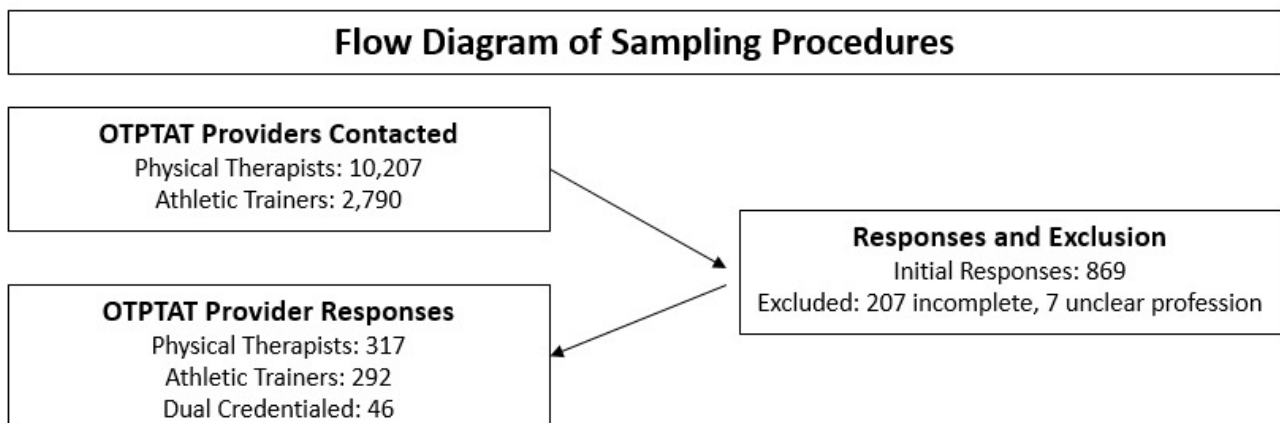 Flow Diagram of Sampling Procedures
OTPTAT Providers Contacted
Physical Therapists: 10,207
Athletic Trainers: 2,790
Responses and Exclusion
Initial Responses: 869
Excluded: 207 incomplete, 7 unclear profession
OTPTAT Provider Responses
Physical Therapists: 317
Athletic Trainers: 292
Dual Credentialed: 46